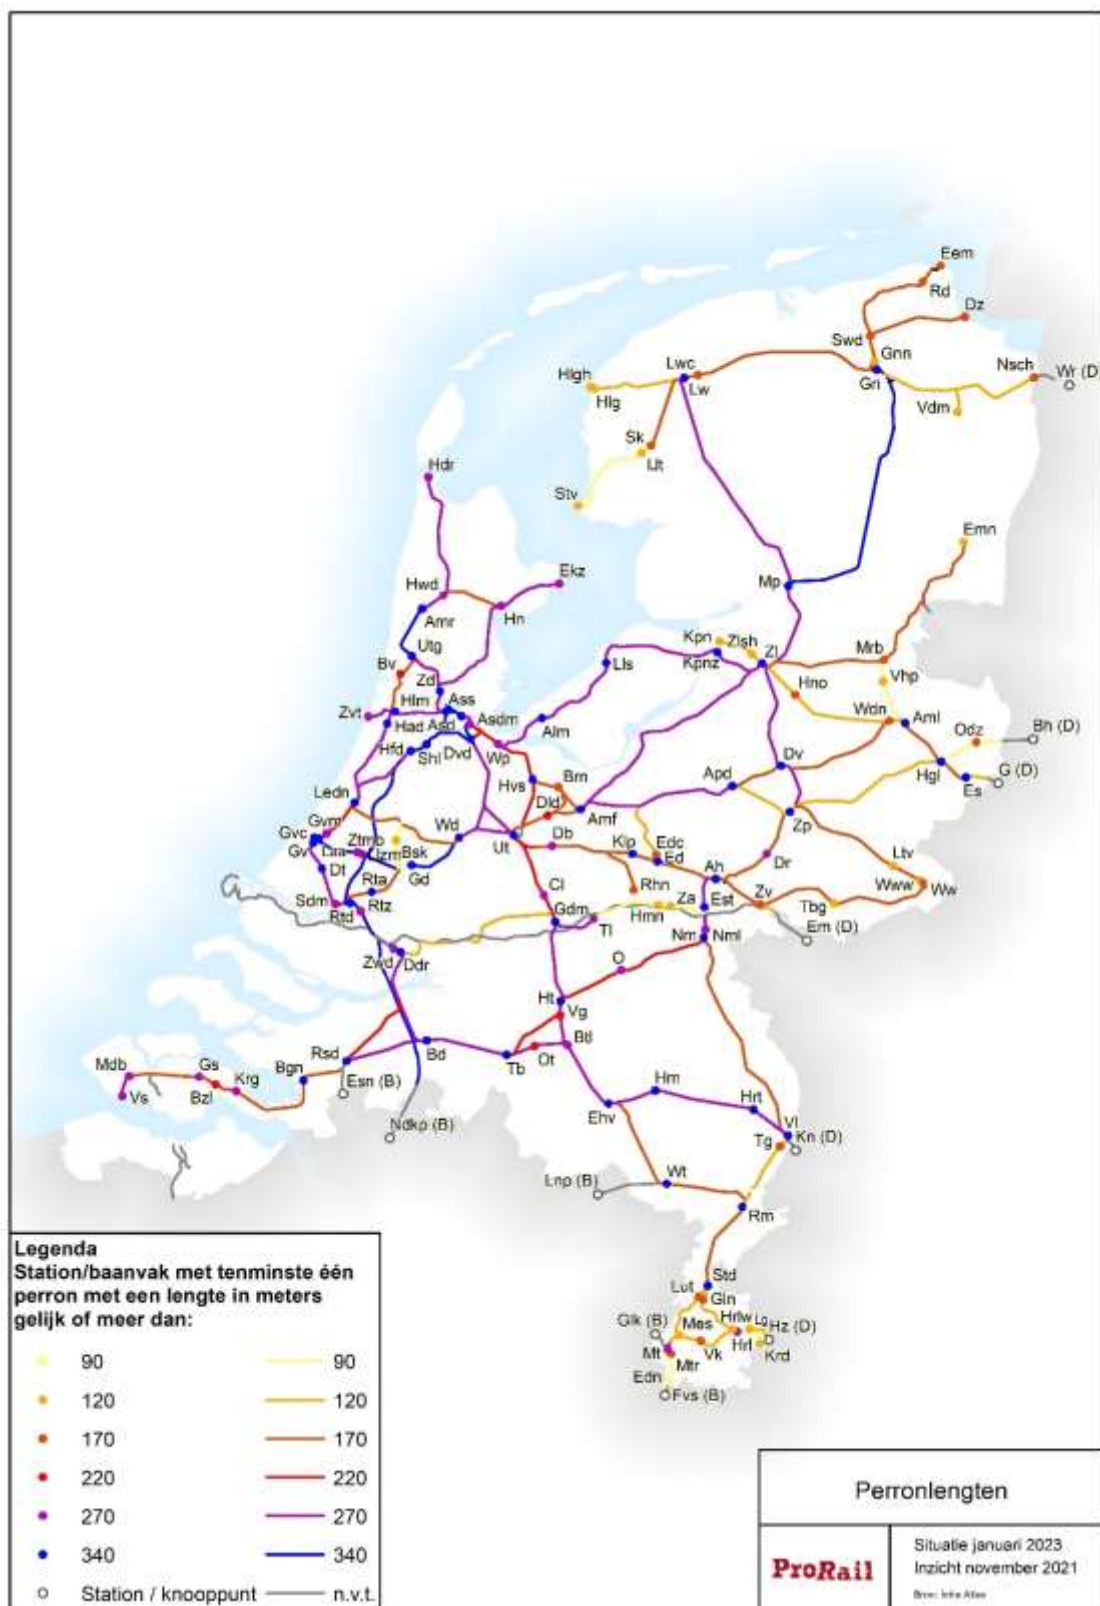 Eem
Rd
Dz
Swd
Gnn
Nsch
Wr (D)
Lwc
Lw
Hlgh
Hlg
Vdm
Sk
IJt
Stv
Hdr
Emn
Ekz
Mp
Hwd
Hn
Amr
Utg
Kpn
Zlsh
Zl
Mrb
Bv
Lls
Kpnz
Vhp
Zd
Hno
Hlm
Ass
Zvt
Wdn
Aml
Had
Asd
Asdm
Alm
Odz
Bh (D)
Hfd
Shl
Dvd
Wp
Dv
Hgl
G (D)
Hvs
Brn
Apd
Es
Ledn
Dld
Amf
Zp
Gvc
Gvm
Wd
Ut
Db
Klp
Edc
Gv
Ztmb
Bsk
Ed
Ah
Dr
Ltv
Dt
Gd
Rta
Cl
Rhn
Www
Ww
Sdm
Rtd
Rtz
Gdm
Hmn
Za
Est
Zv
Tbg
Tl
Em (D)
Zwd
Ddr
Nm
Nml
O
Ht
Vg
Mdb
Gs
Rsd
Bd
Btl
Bgn
Tb
Ot
Vs
Bzl
Krg
Esn (B)
Hm
Hrt
Ehv
Vl
Ndkp (B)
Tg
Kn (D)
Lnp (B)
Wt
Rm
Std
Lut
Gln
Glk (B)
Mes
Hrlw
Lg
Hz (D)
Mt
Vk
Hrl
Krd
Mtr
Edn
Fvs (B)
Legenda
Station/baanvak met tenminste één
perron met een lengte in meters
gelijk of meer dan:
90 90
120 120
170 170
220 220
270 270
340 340
Station / knooppunt n.v.t.
Perronlengten
ProRail
Situatie januari 2023
Inzicht november 2021
Bron: Infra Atlas